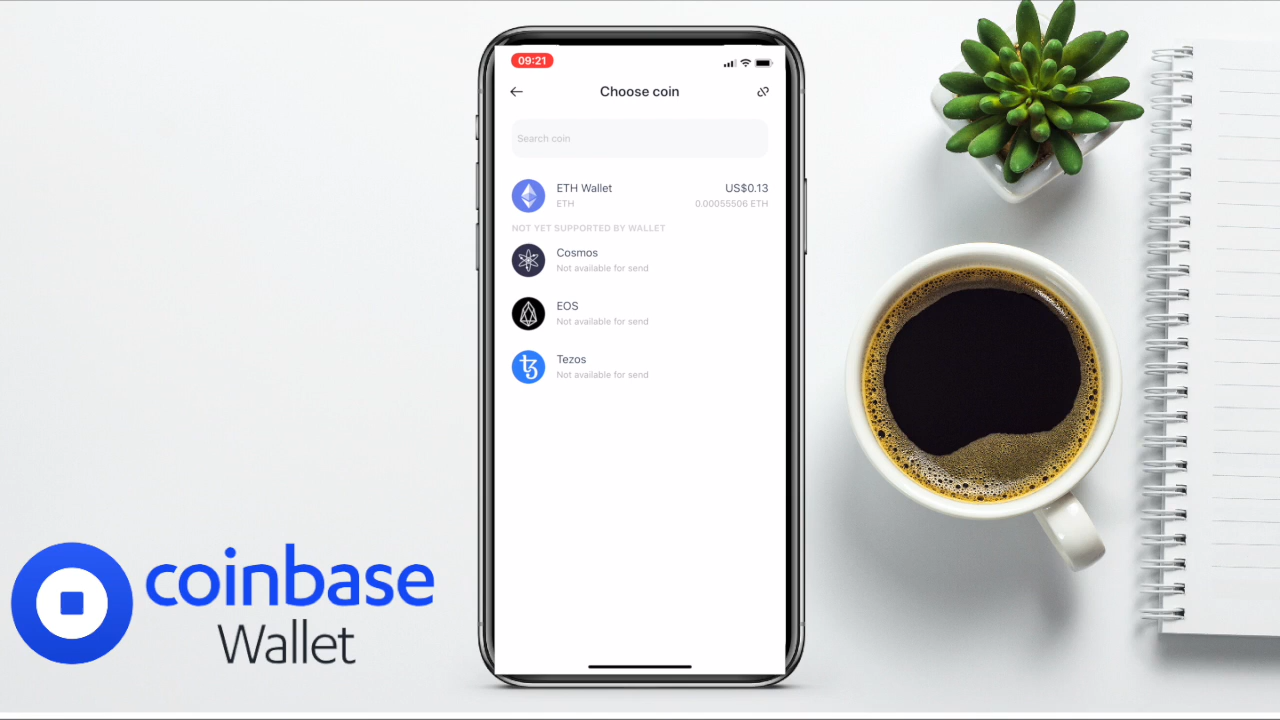 09:21
Choose coin
Search coin
ETH Wallet
US$0.13
ETH
0.00055506 ETH
NOT YET SUPPORTED BY WALLET
Cosmos
Not available for send
EOS
Not available for send
Tezos
Not available for send
coinbase
Wallet